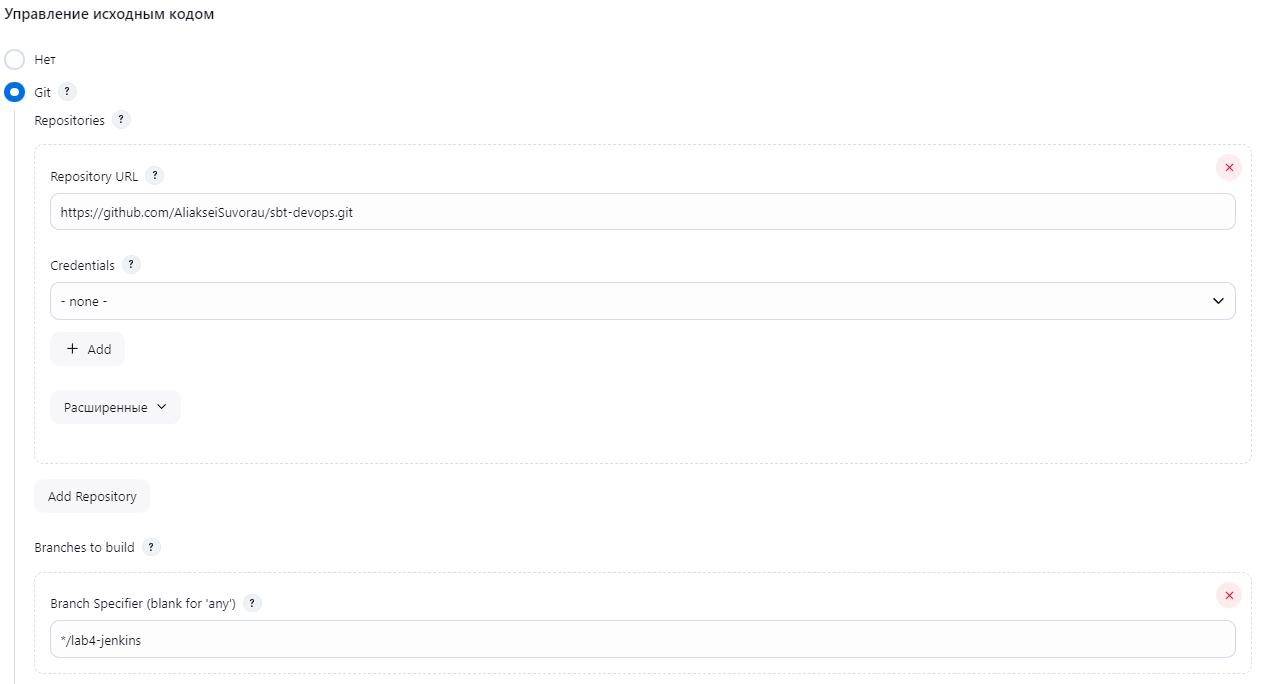 Управление исходным кодом
Нет
Git ?
Repositories ?
Repository URL ?
https://github.com/AliakseiSuvorau/sbt-devops.git
Credentials ?
- none -
+ Add
Расширенные
Add Repository
Branches to build ?
Branch Specifier (blank for 'any') ?
*/lab4-jenkins